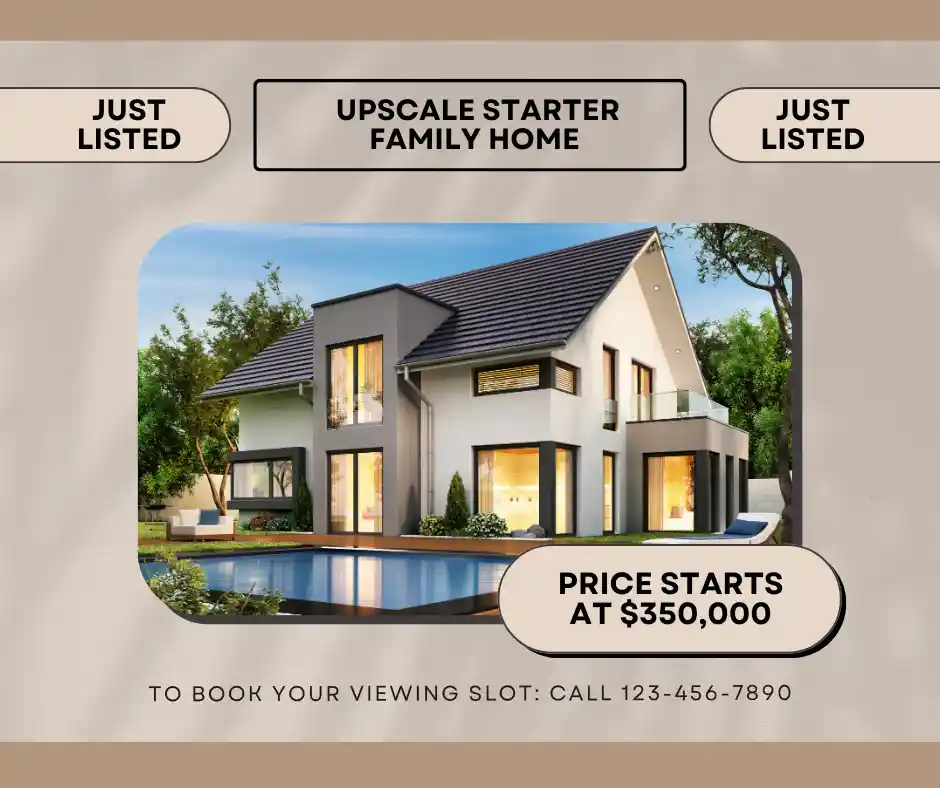 JUST
LISTED
UPSCALE STARTER
FAMILY HOME
JUST
LISTED
PRICE STARTS
AT $350,000
TO BOOK YOUR VIEWING SLOT: CALL 123-456-7890